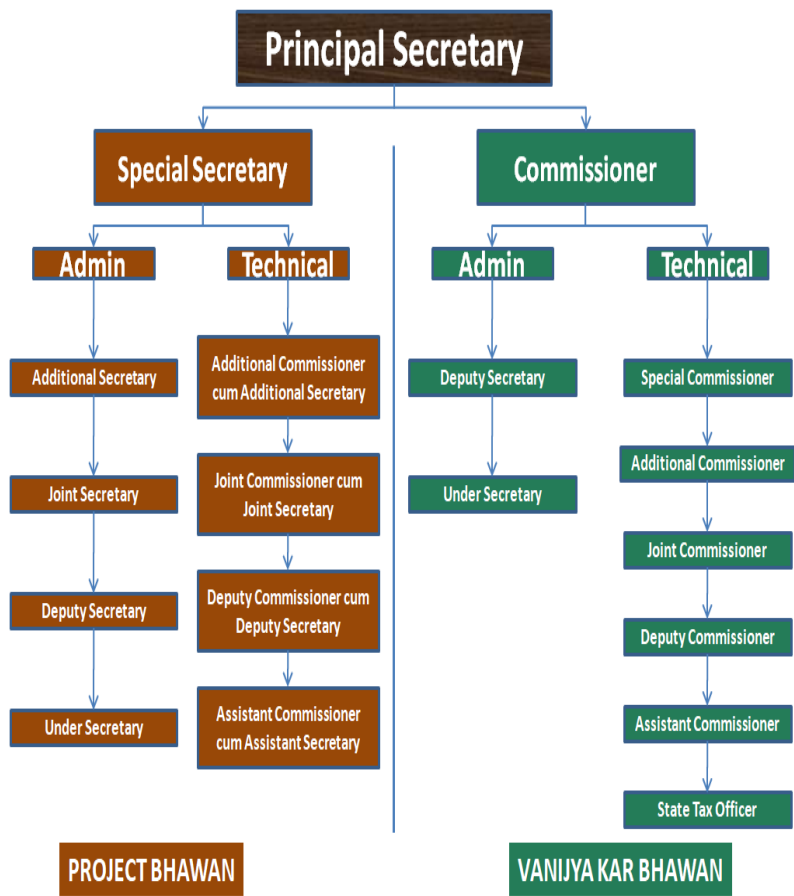 Principal Secretary
Special Secretary
Commissioner
Admin
Technical
Admin
Technical
Additional Secretary
Joint Secretary
Deputy Secretary
Under Secretary
Additional Commissioner
cum Additional Secretary
Joint Commissioner cum
Joint Secretary
Deputy Commissioner cum
Deputy Secretary
Assistant Commissioner
cum Assistant Secretary
Deputy Secretary
Under Secretary
Special Commissioner
Additional Commissioner
Joint Commissioner
Deputy Commissioner
Assistant Commissioner
State Tax Officer
PROJECT BHAWAN
VANIJYA KAR BHAWAN